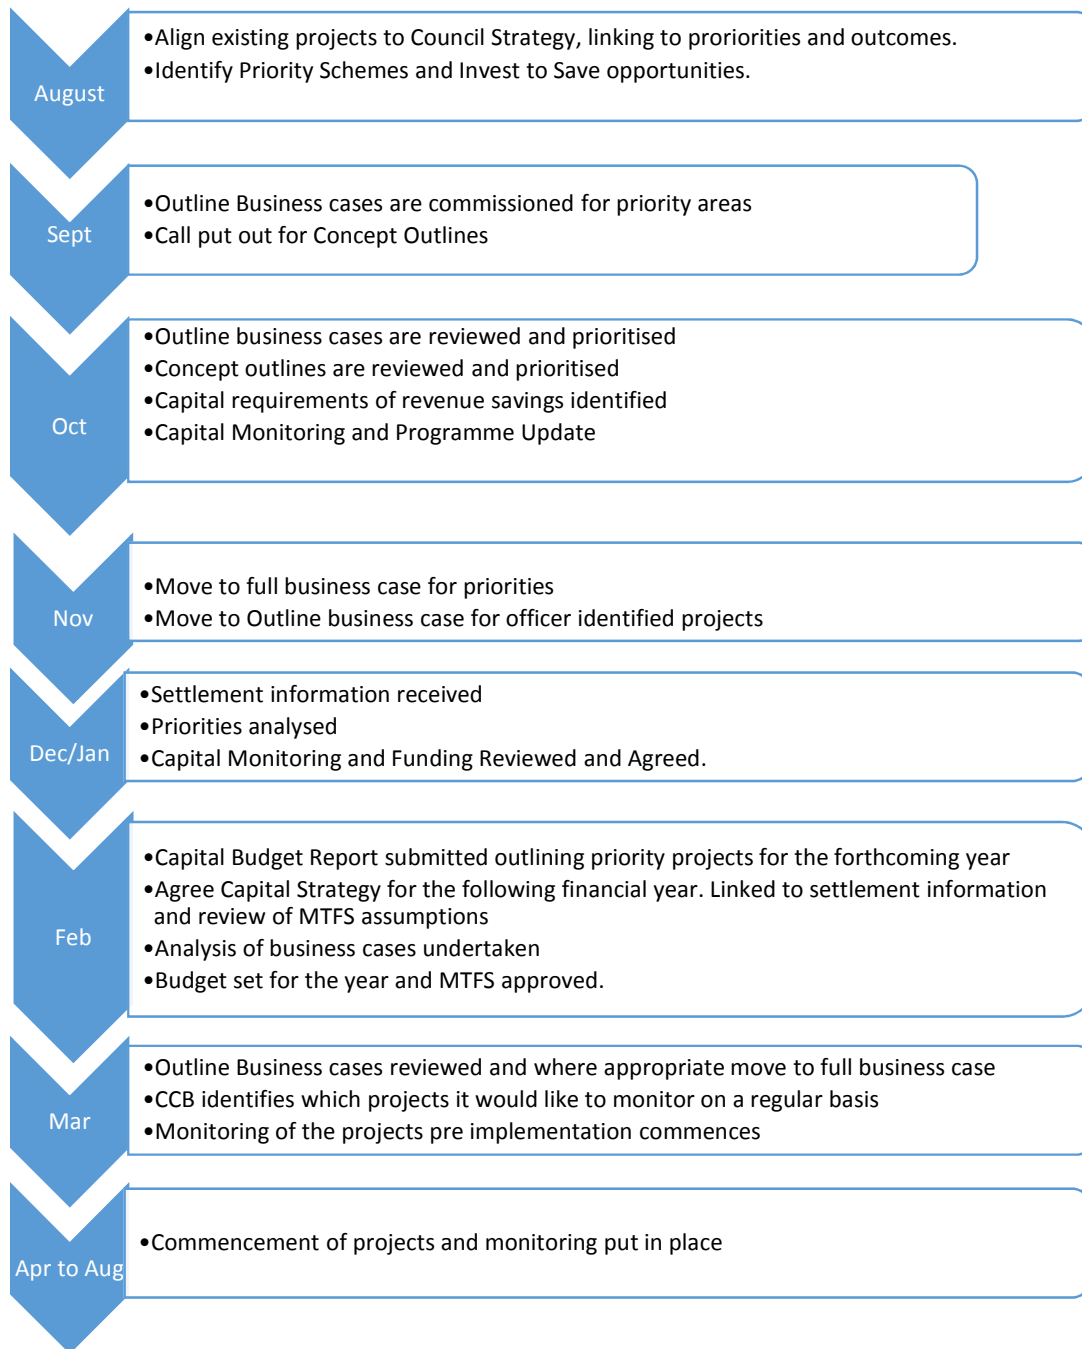 August
•Align existing projects to Council Strategy, linking to proriorities and outcomes.
•Identify Priority Schemes and Invest to Save opportunities.
Sept
•Outline Business cases are commissioned for priority areas
•Call put out for Concept Outlines
Oct
•Outline business cases are reviewed and prioritised
•Concept outlines are reviewed and prioritised
•Capital requirements of revenue savings identified
•Capital Monitoring and Programme Update
Nov
•Move to full business case for priorities
•Move to Outline business case for officer identified projects
Dec/Jan
•Settlement information received
•Priorities analysed
•Capital Monitoring and Funding Reviewed and Agreed.
Feb
•Capital Budget Report submitted outlining priority projects for the forthcoming year
•Agree Capital Strategy for the following financial year. Linked to settlement information
and review of MTFS assumptions
•Analysis of business cases undertaken
•Budget set for the year and MTFS approved.
Mar
•Outline Business cases reviewed and where appropriate move to full business case
•CCB identifies which projects it would like to monitor on a regular basis
•Monitoring of the projects pre implementation commences
Apr to Aug
•Commencement of projects and monitoring put in place